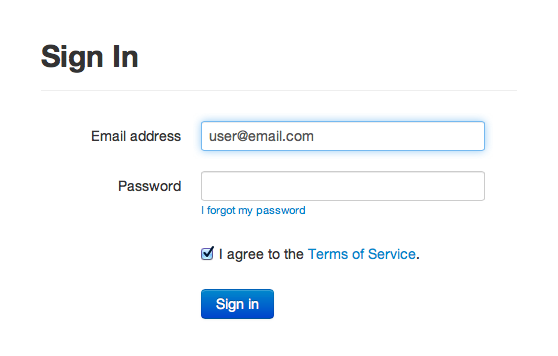 Sign In
Email address user@email.com
Password
I forgot my password
I agree to the Terms of Service.
Sign in